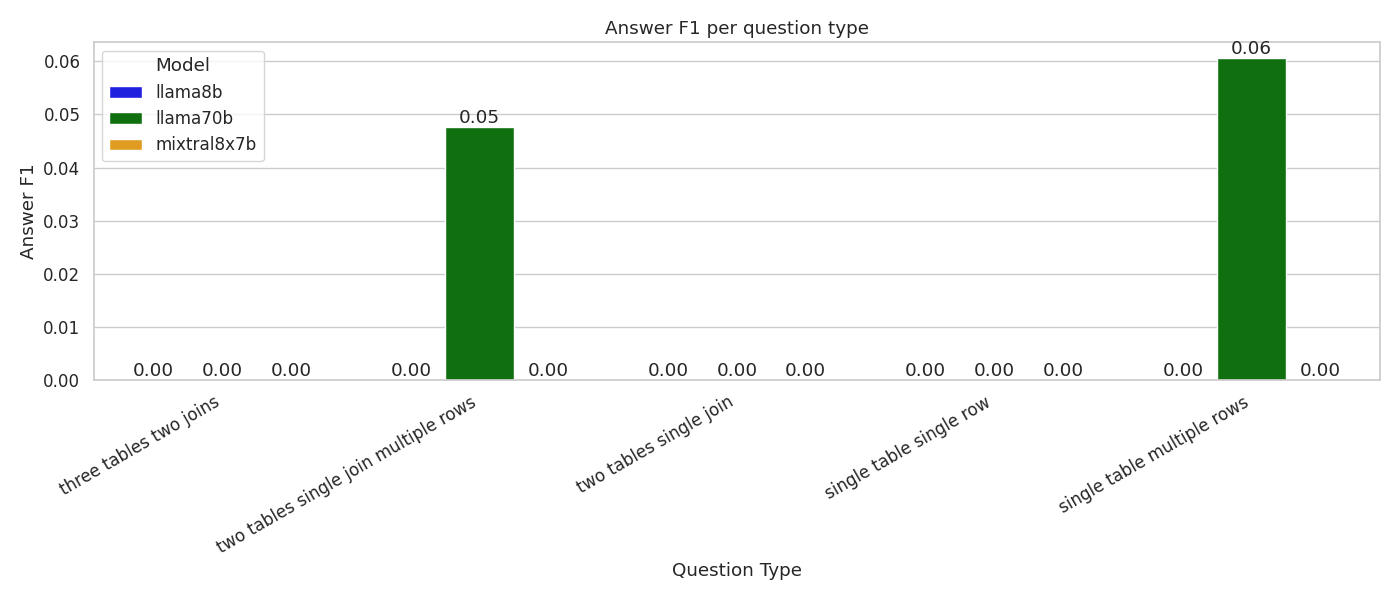 Answer F1 per question type
Model
llama8b
llama70b
mixtral8x7b
Answer F1
0.06
0.05
0.04
0.03
0.02
0.01
0.00
0.00 0.00 0.00
0.00 0.05 0.00
0.00 0.00 0.00
0.00 0.00 0.00
0.00 0.06 0.00
three tables two joins
two tables single join multiple rows
two tables single join
single table single row
single table multiple rows
Question Type